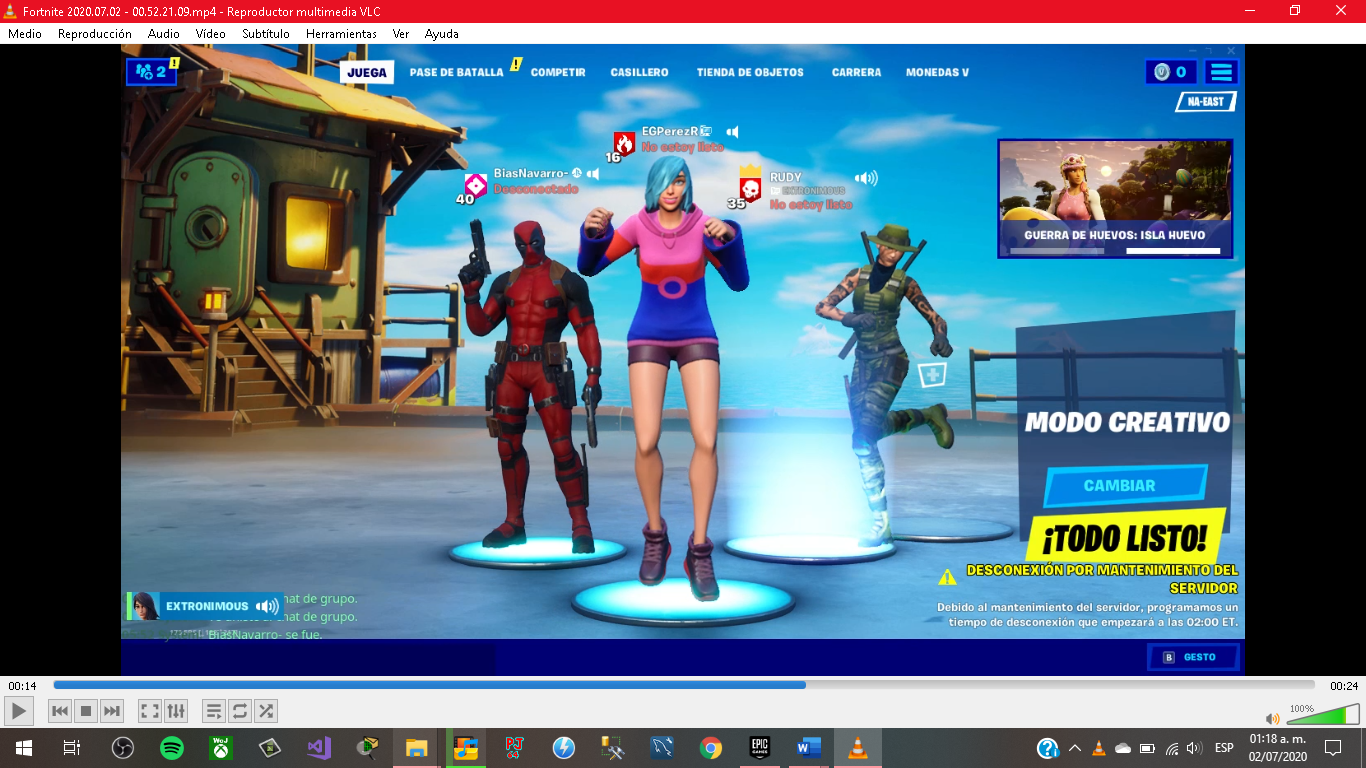 Fortnite 2020.07.02 - 00.52.21.09.mp4 - Reproductor multimedia VLC
Medio Reproducción Audio Vídeo Subtítulo Herramientas Ver Ayuda
2
JUEGA PASE DE BATALLA COMPETIR CASILLERO TIENDA DE OBJETOS CARRERA MONEDAS V
0
NA-EAST
EGPerezR
16 No estoy listo
BiasNavarro-
40 Desconectado
RUDY
EXTRONIMOUS
35 No estoy listo
GUERRA DE HUEVOS: ISLA HUEVO
MODO CREATIVO
CAMBIAR
¡TODO LISTO!
DESCONEXIÓN POR MANTENIMIENTO DEL
SERVIDOR
Debido al mantenimiento del servidor, programamos un
tiempo de desconexión que empezará a las 02:00 ET.
EXTRONIMOUS
hat de grupo.
hat de grupo.
BiasNavarro- se fue.
B GESTO
00:14 00:24
100%
WeJ
PJ
64
EPIC
GAMES
ESP
01:18 a. m.
02/07/2020